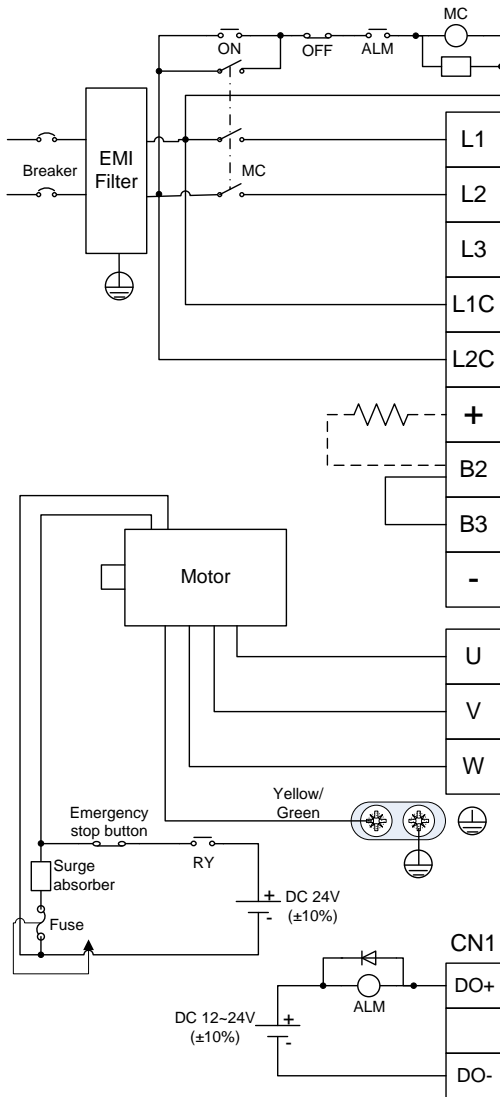 MC
ON
OFF
ALM
Breaker
EMI
Filter
MC
L1
L2
L3
L1C
L2C
+
B2
B3
-
Motor
U
V
W
Yellow/
Green
Emergency
stop button
RY
Surge
absorber
Fuse
+
DC 24V
(±10%)
-
CN1
DO+
ALM
DC 12~24V
(±10%)
+
-
DO-